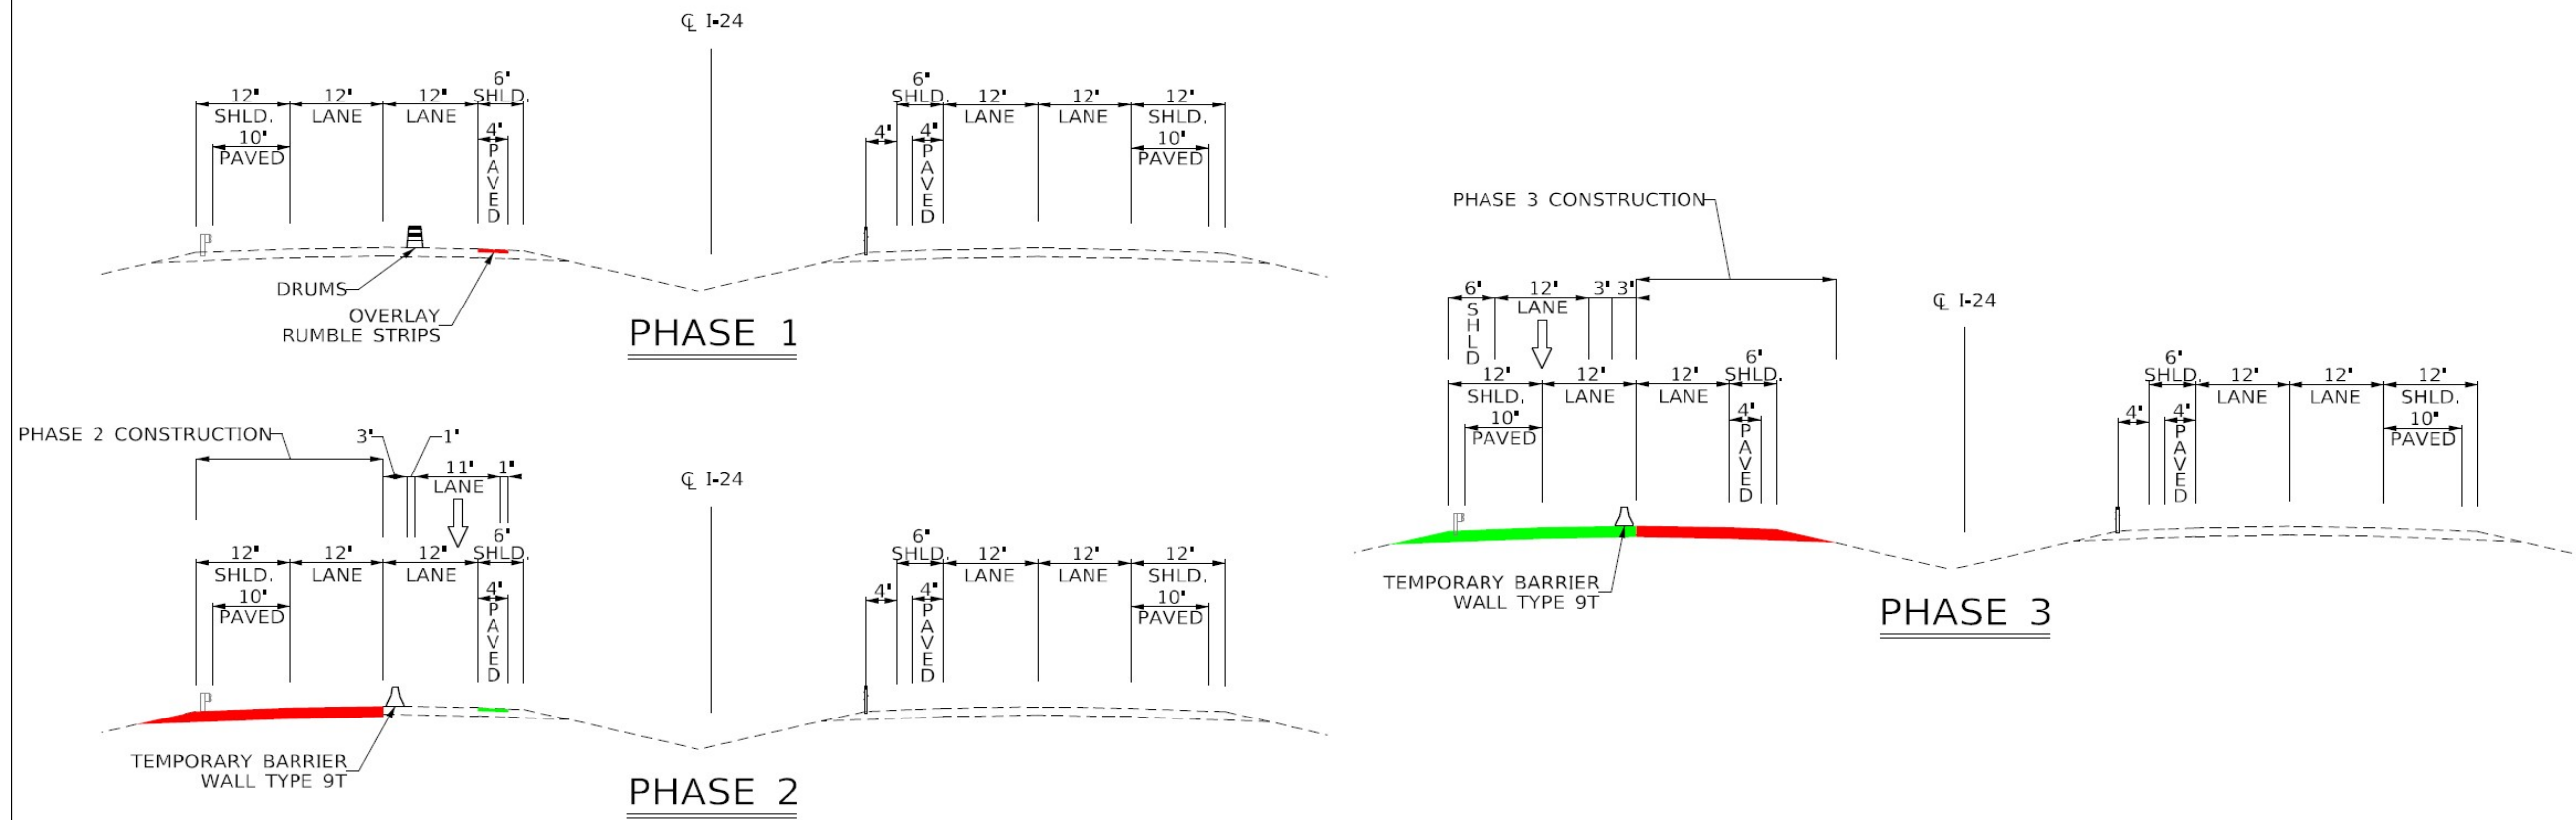 ℄ I-24
12' 12' 12' 6'
SHLD. LANE LANE SHLD.
10' 4'
PAVED PAVED
6' 12' 12' 12'
SHLD. LANE LANE SHLD.
4' 4' 10'
PAVED PAVED
DRUMS
OVERLAY
RUMBLE STRIPS
PHASE 1
PHASE 2 CONSTRUCTION
3' 1'
11' 1'
LANE
℄ I-24
12' 12' 12' 6'
SHLD. LANE LANE SHLD.
10' 4'
PAVED PAVED
6' 12' 12' 12'
SHLD. LANE LANE SHLD.
4' 4' 10'
PAVED PAVED
TEMPORARY BARRIER
WALL TYPE 9T
PHASE 2
PHASE 3 CONSTRUCTION
6' 12' 3' 3'
SHLD LANE
℄ I-24
12' 12' 12' 6'
SHLD. LANE LANE SHLD.
10' 4'
PAVED PAVED
6' 12' 12' 12'
SHLD. LANE LANE SHLD.
4' 4' 10'
PAVED PAVED
TEMPORARY BARRIER
WALL TYPE 9T
PHASE 3